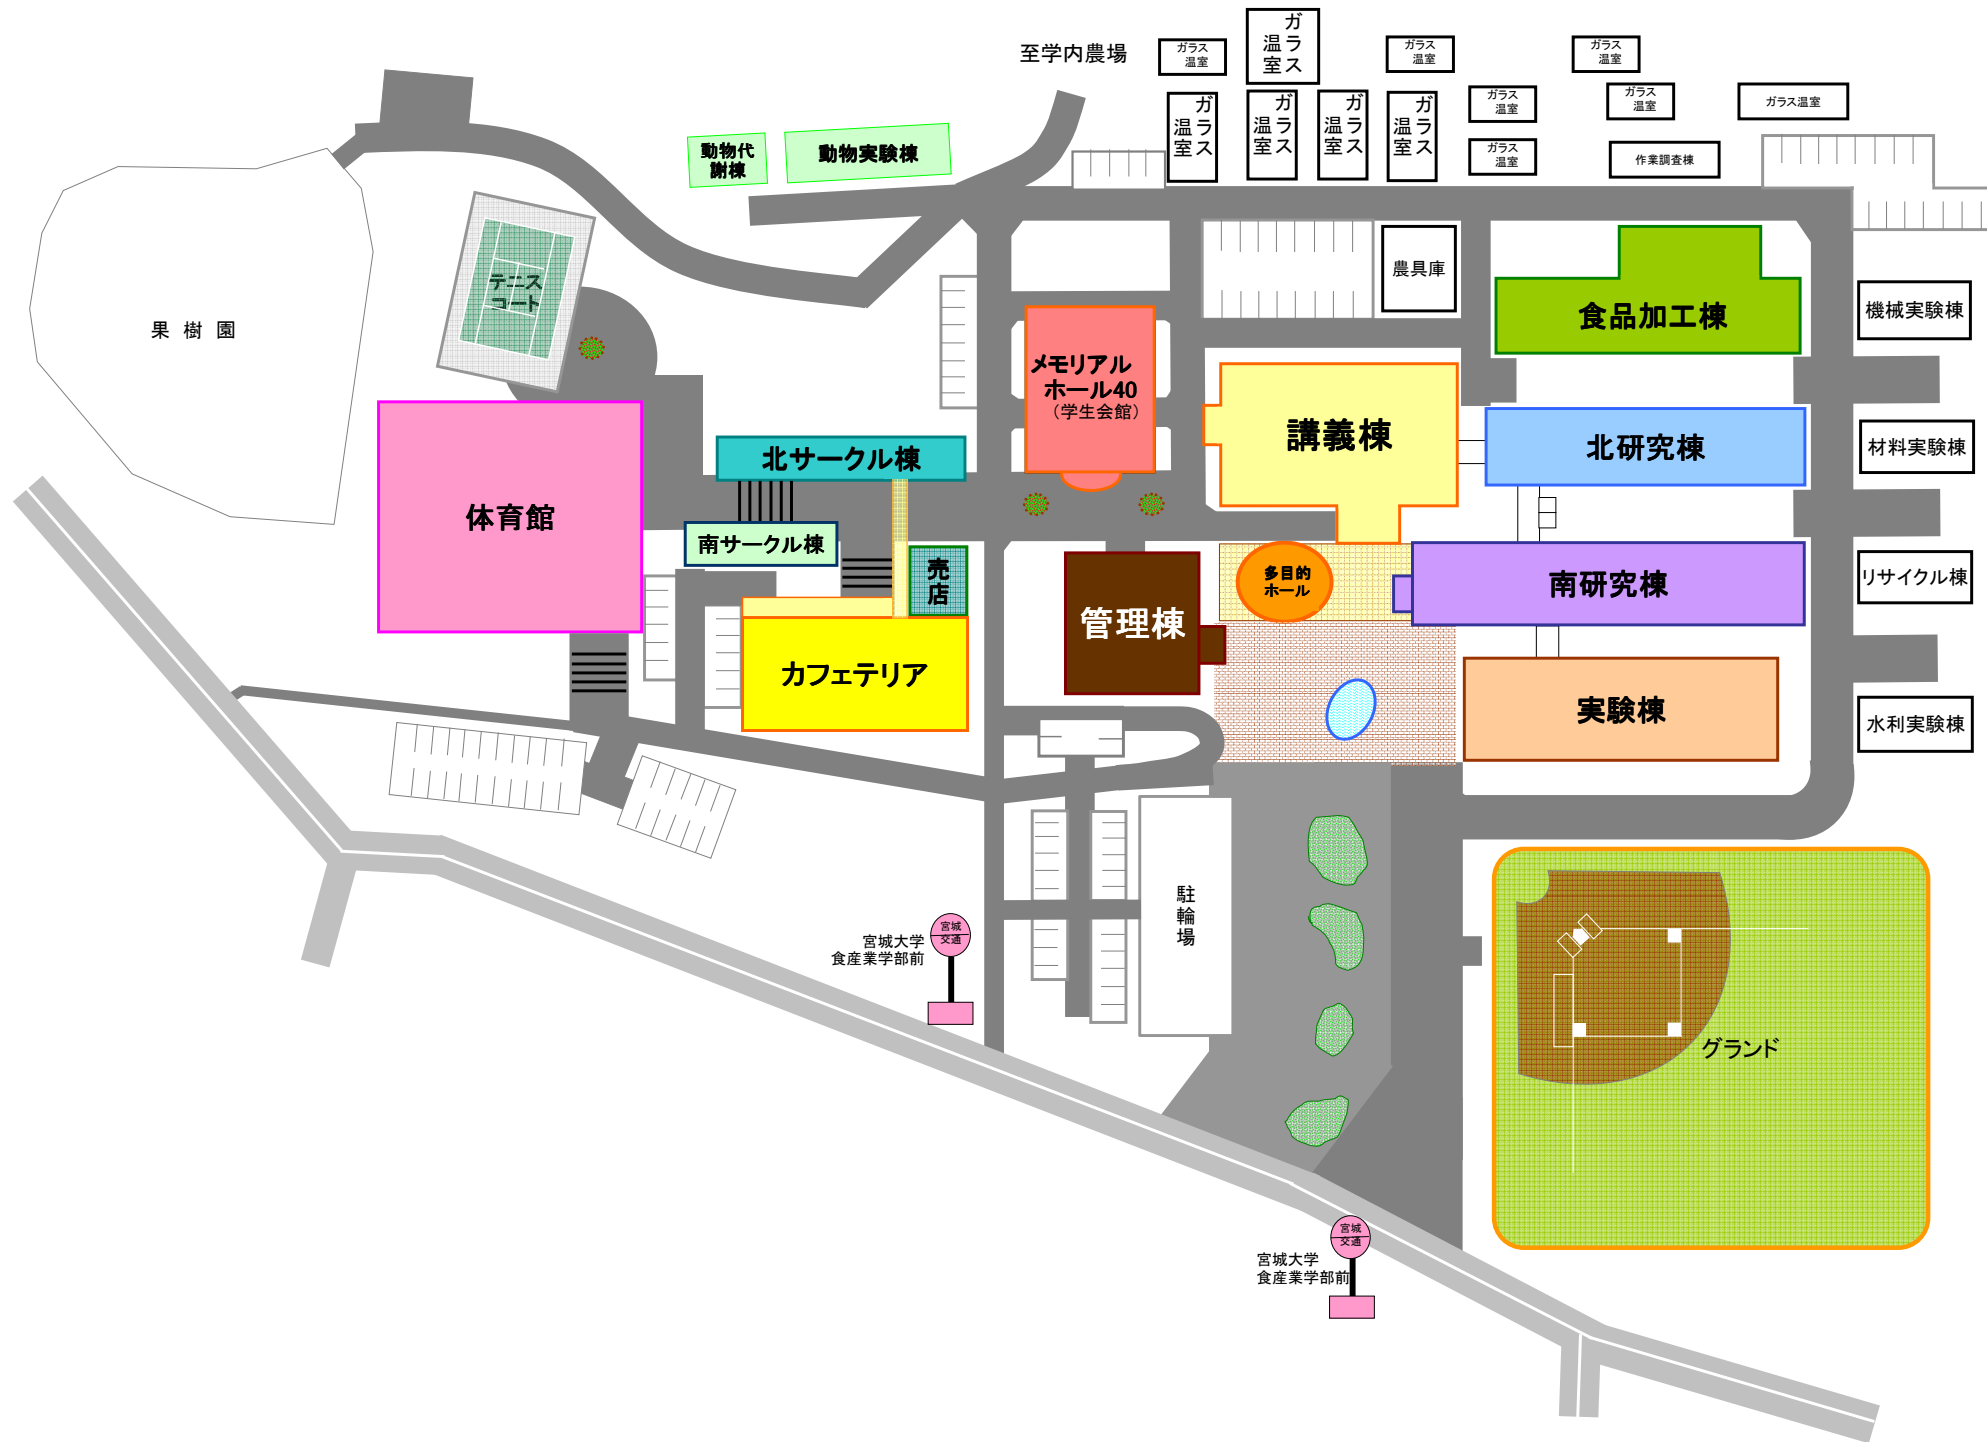 至学内農場
ガラス
温室
ガラス
温室
ガラス
温室
ガラス
温室
ガラス
温室
ガラス
温室
ガラス温室
ガラス
温室
ガラス
温室
ガラス
温室
ガラス
温室
ガラス
温室
作業調査棟
動物代
謝棟
動物実験棟
テニス
コート
果樹園
農具庫
食品加工棟
機械実験棟
メモリアル
ホール40
（学生会館）
講義棟
北研究棟
材料実験棟
北サークル棟
体育館
南サークル棟
売店
多目的
ホール
南研究棟
リサイクル棟
管理棟
カフェテリア
実験棟
水利実験棟
駐輪場
宮城
交通
宮城大学
食産業学部前
グランド
宮城
交通
宮城大学
食産業学部前